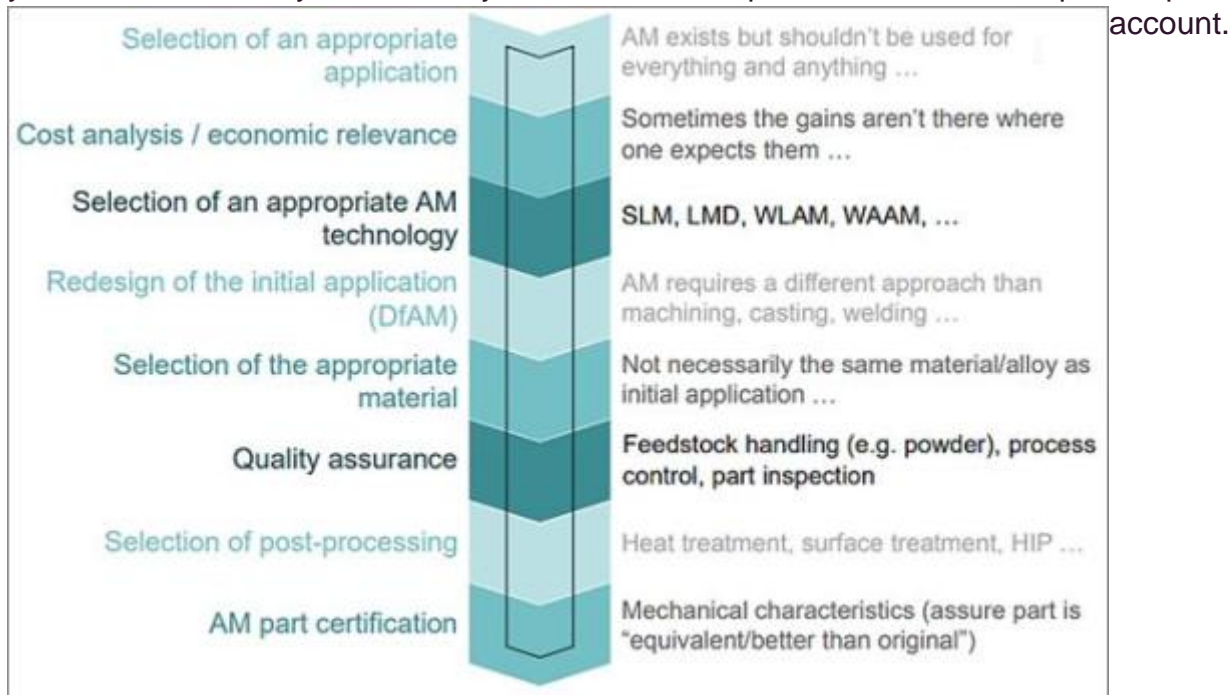 account.
Selection of an appropriate
application
AM exists but shouldn't be used for
everything and anything ...
Cost analysis / economic relevance
Sometimes the gains aren't there where
one expects them ...
Selection of an appropriate AM
technology
SLM, LMD, WLAM, WAAM, ...
Redesign of the initial application
(DfAM)
AM requires a different approach than
machining, casting, welding ...
Selection of the appropriate
material
Not necessarily the same material/alloy as
initial application ...
Quality assurance
Feedstock handling (e.g. powder), process
control, part inspection
Selection of post-processing
Heat treatment, surface treatment, HIP ...
AM part certification
Mechanical characteristics (assure part is
"equivalent/better than original")